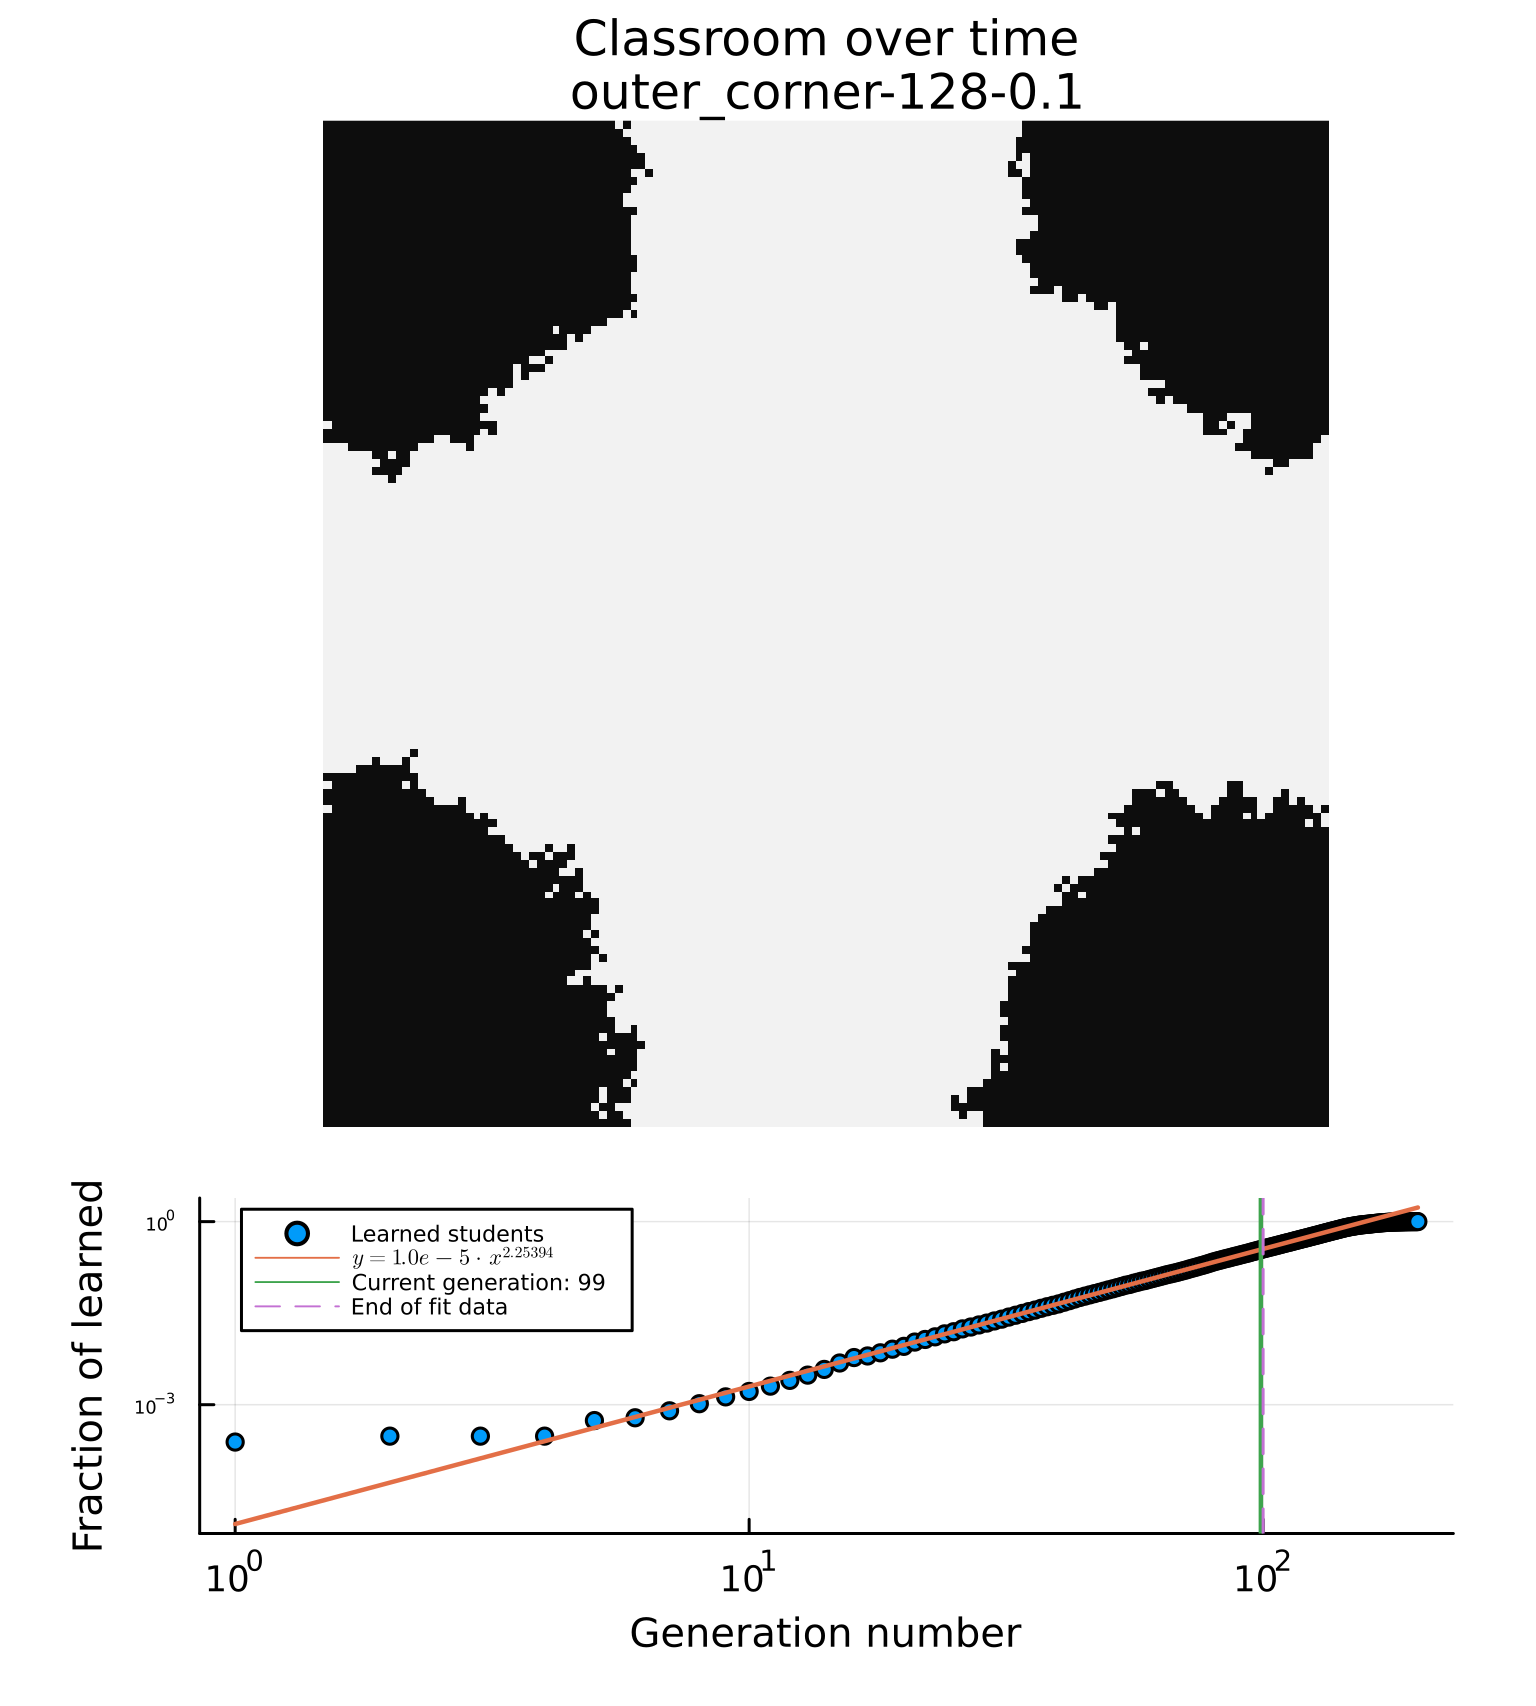 Classroom over time
outer_corner-128-0.1
Fraction of learned
10^0
10^−3
Learned students
y = 1.0e − 5 · x^2.25394
Current generation: 99
End of fit data
10^0
10^1
10^2
Generation number